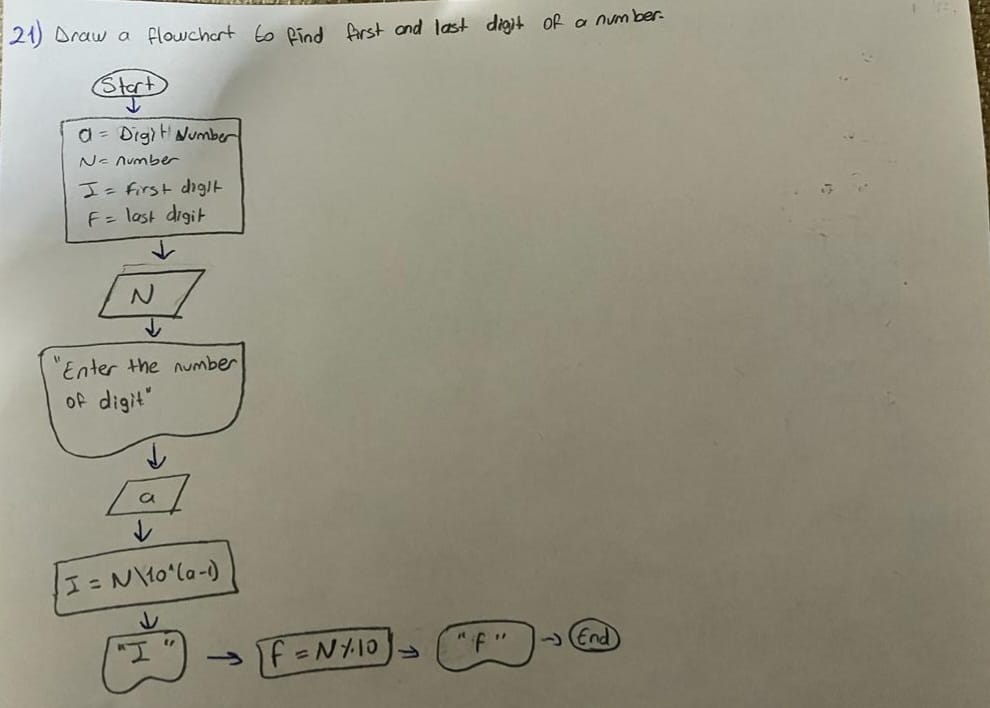 21) Draw a flowchart to find first and last digit of a number.
Start
a = Digit Number
N= number
I = first digit
F = last digit
N
"Enter the number
of digit"
a
I = N\10^(a-1)
"I"
F = N%10
"F"
End